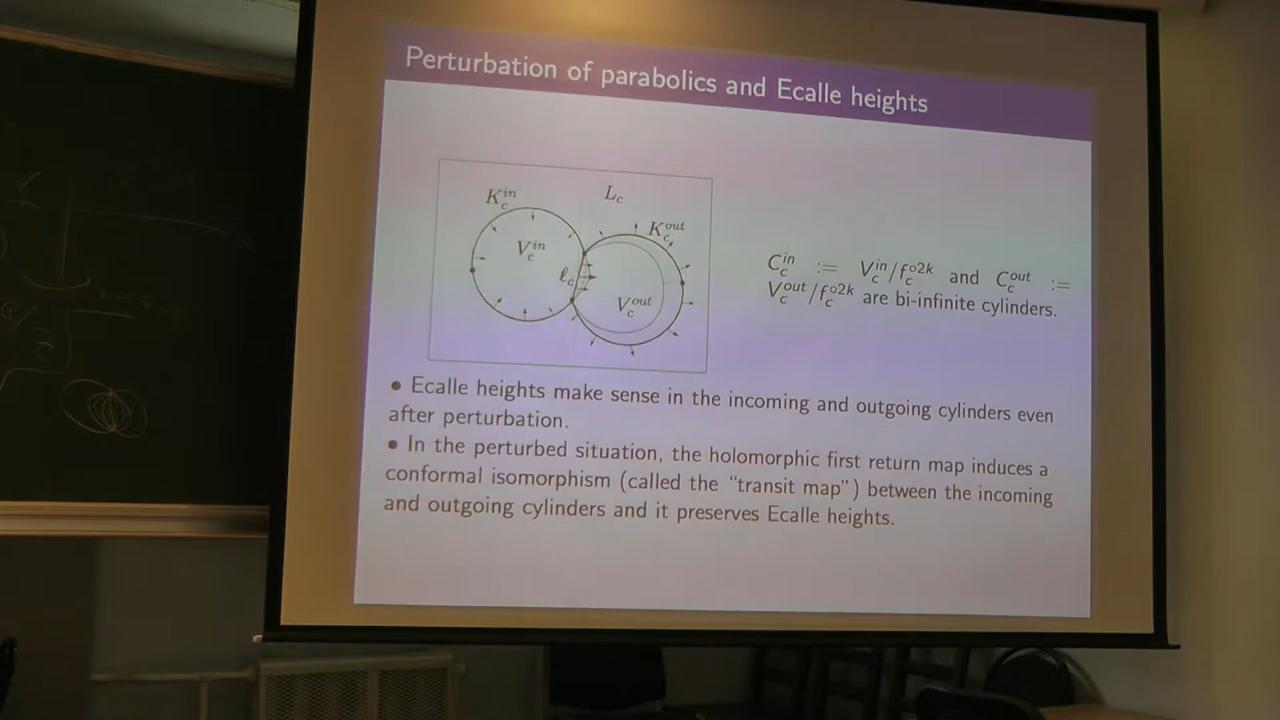 Perturbation of parabolics and Ecalle heights
K_c^{in}
L_c
K_c^{out}
V_c^{in}
ℓ_c
V_c^{out}
C_c^{in} := V_c^{in}/f_c^{∘2k} and C_c^{out} :=
V_c^{out}/f_c^{∘2k} are bi-infinite cylinders.
• Ecalle heights make sense in the incoming and outgoing cylinders even
after perturbation.
• In the perturbed situation, the holomorphic first return map induces a
conformal isomorphism (called the “transit map”) between the incoming
and outgoing cylinders and it preserves Ecalle heights.